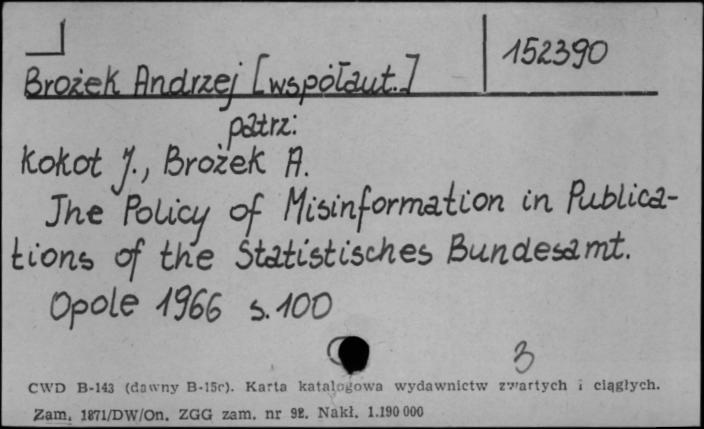 152390
Brożek Andrzej [współaut.]
patrz:
Kokot J., Brożek A.
The Policy of Misinformation in Publica-
tions of the Statistisches Bundesamt.
Opole 1966 s. 100
3
CWD B-143 (dawny B-15c). Karta katalogowa wydawnictw zwartych i ciągłych.
Zam. 1871/DW/On. ZGG zam. nr 92. Nakł. 1.190 000